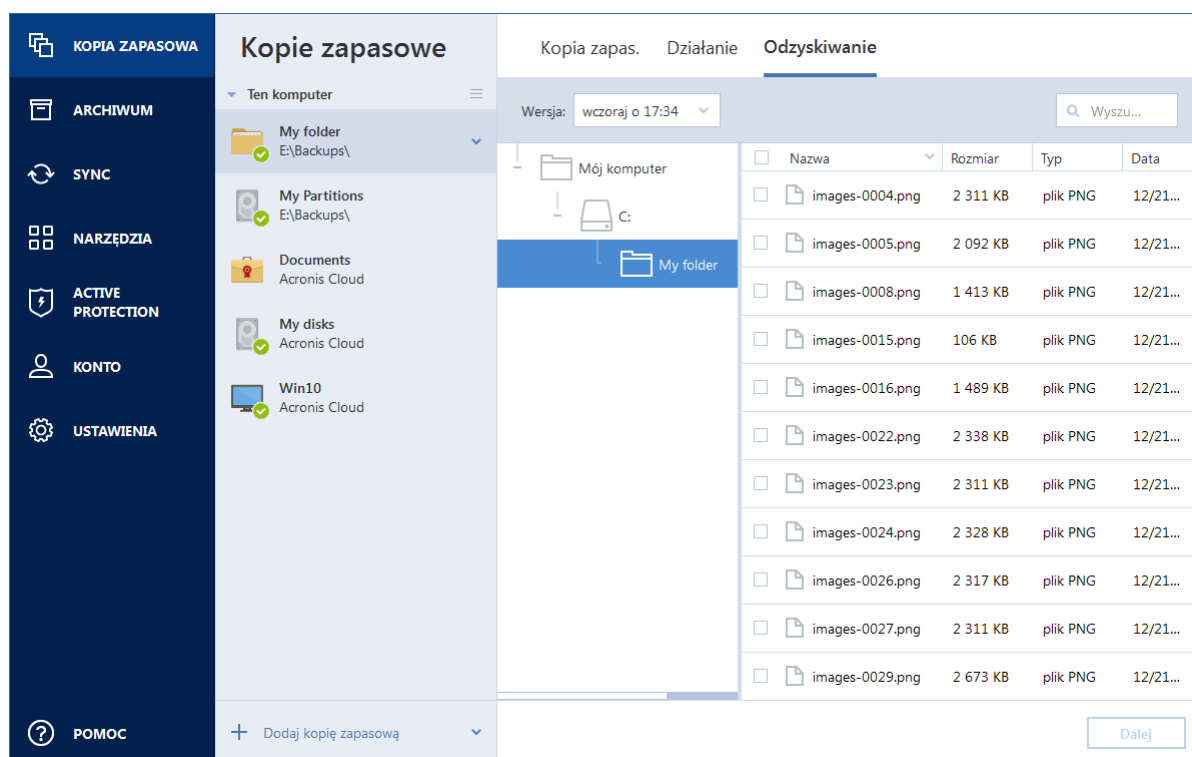 KOPIA ZAPASOWA
ARCHIWUM
SYNC
NARZĘDZIA
ACTIVE
PROTECTION
KONTO
USTAWIENIA
POMOC
Kopie zapasowe
Ten komputer
My folder
E:\Backups\
My Partitions
E:\Backups\
Documents
Acronis Cloud
My disks
Acronis Cloud
Win10
Acronis Cloud
Dodaj kopię zapasową
Kopia zapas. Działanie Odzyskiwanie
Wersja: wczoraj o 17:34 Wyszu...
Mój komputer
C:
My folder
Nazwa Rozmiar Typ Data
images-0004.png 2 311 KB plik PNG 12/21...
images-0005.png 2 092 KB plik PNG 12/21...
images-0008.png 1 413 KB plik PNG 12/21...
images-0015.png 106 KB plik PNG 12/21...
images-0016.png 1 489 KB plik PNG 12/21...
images-0022.png 2 338 KB plik PNG 12/21...
images-0023.png 2 311 KB plik PNG 12/21...
images-0024.png 2 328 KB plik PNG 12/21...
images-0026.png 2 317 KB plik PNG 12/21...
images-0027.png 2 311 KB plik PNG 12/21...
images-0029.png 2 673 KB plik PNG 12/21...
Dalej